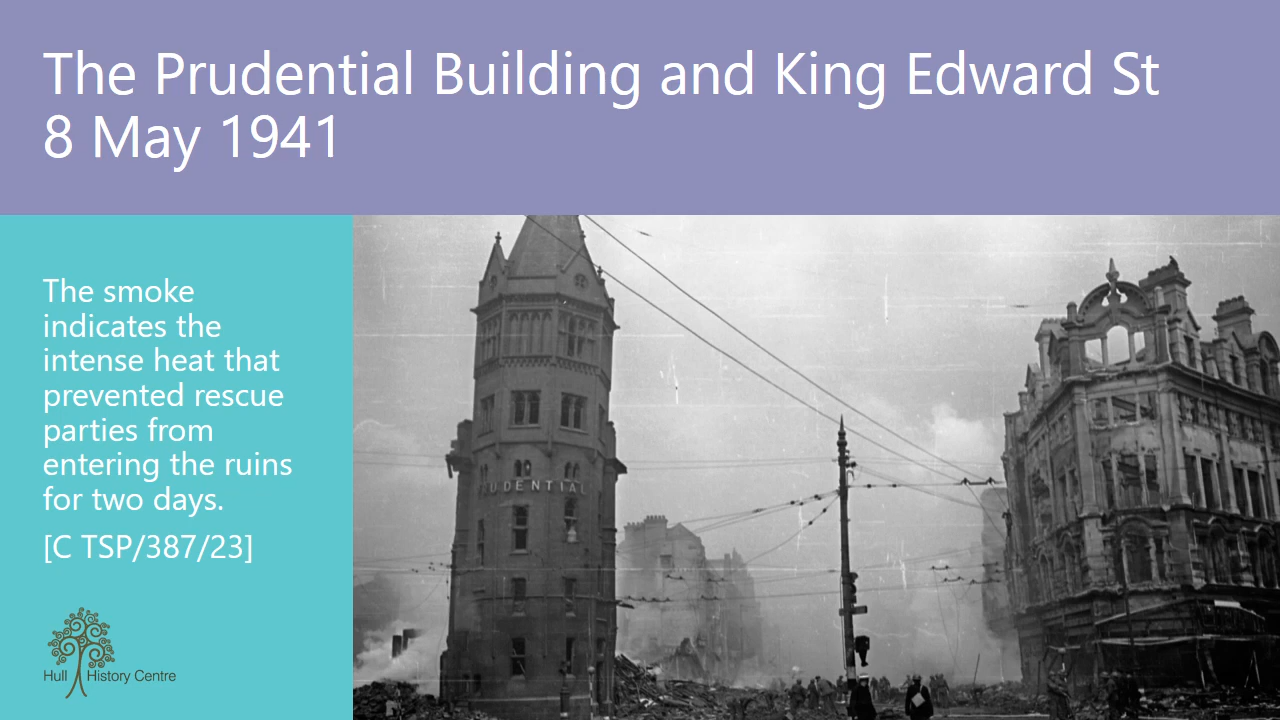 The Prudential Building and King Edward St
8 May 1941
The smoke
indicates the
intense heat that
prevented rescue
parties from
entering the ruins
for two days.
[C TSP/387/23]
Hull History Centre
UDENTIAL